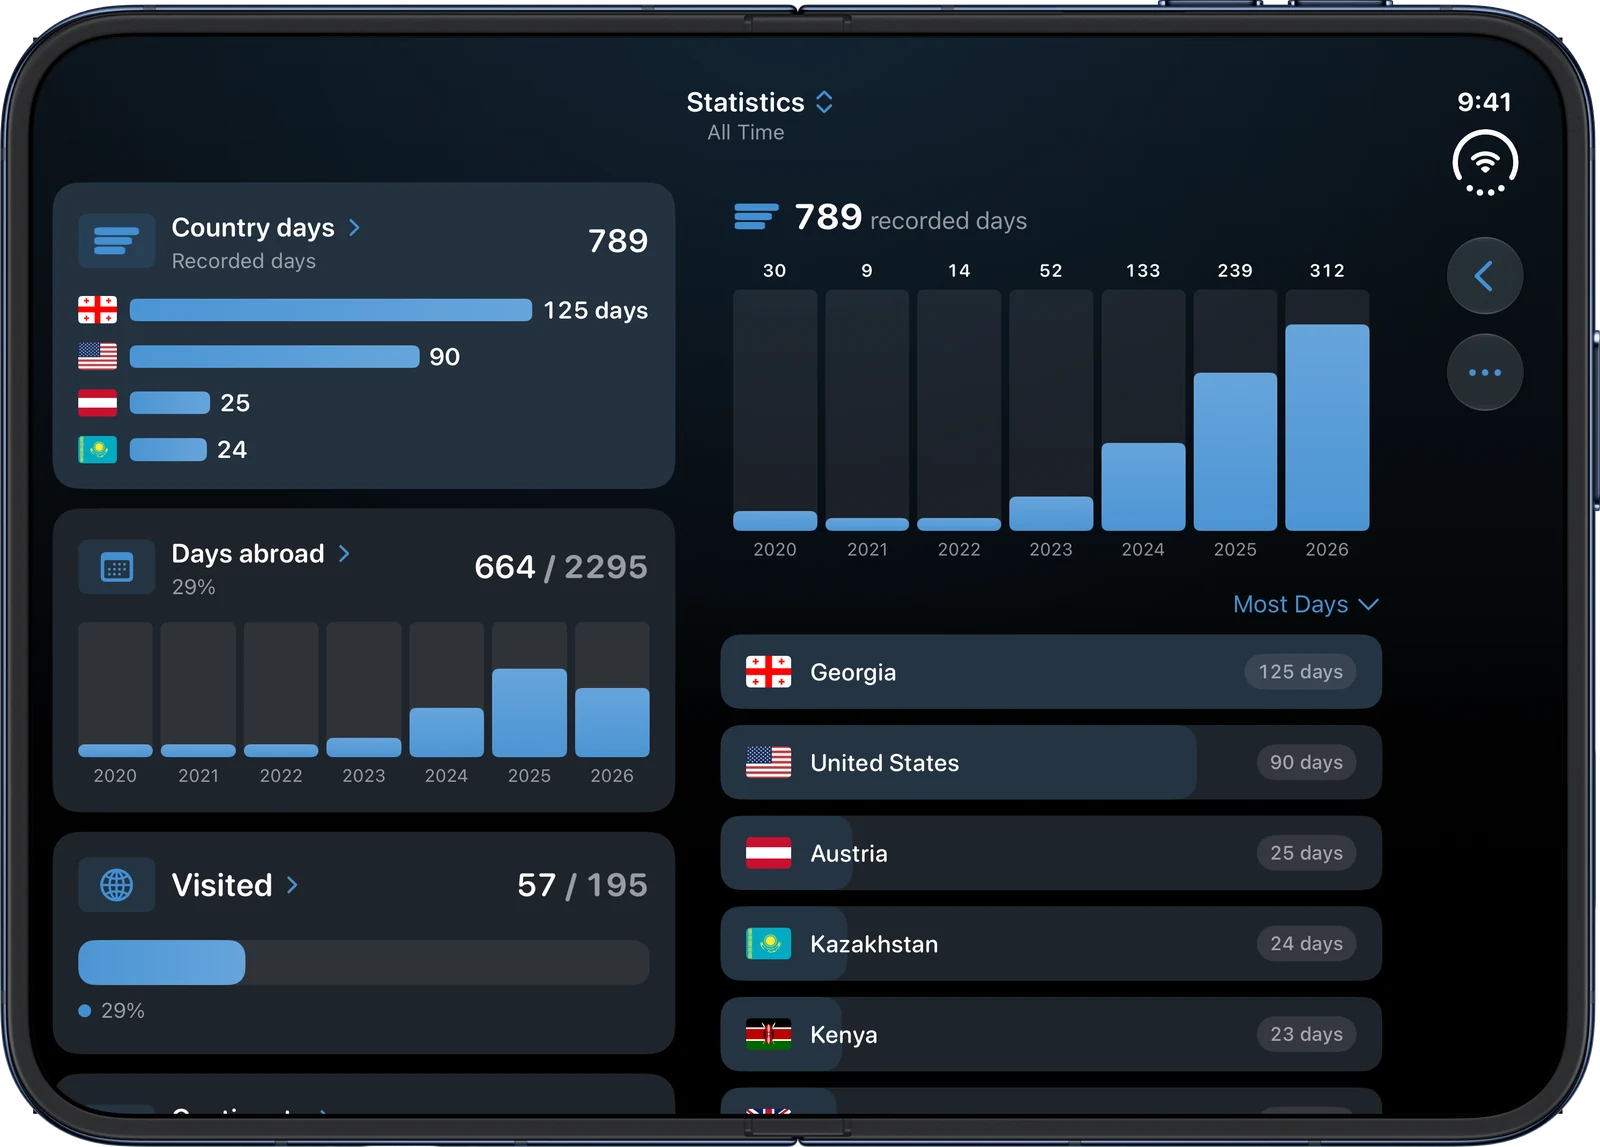 Statistics
All Time
9:41
Country days
Recorded days
789
125 days
90
25
24
Days abroad
29%
664 / 2295
2020 2021 2022 2023 2024 2025 2026
Visited
57 / 195
29%
789 recorded days
30 9 14 52 133 239 312
2020 2021 2022 2023 2024 2025 2026
Most Days
Georgia 125 days
United States 90 days
Austria 25 days
Kazakhstan 24 days
Kenya 23 days